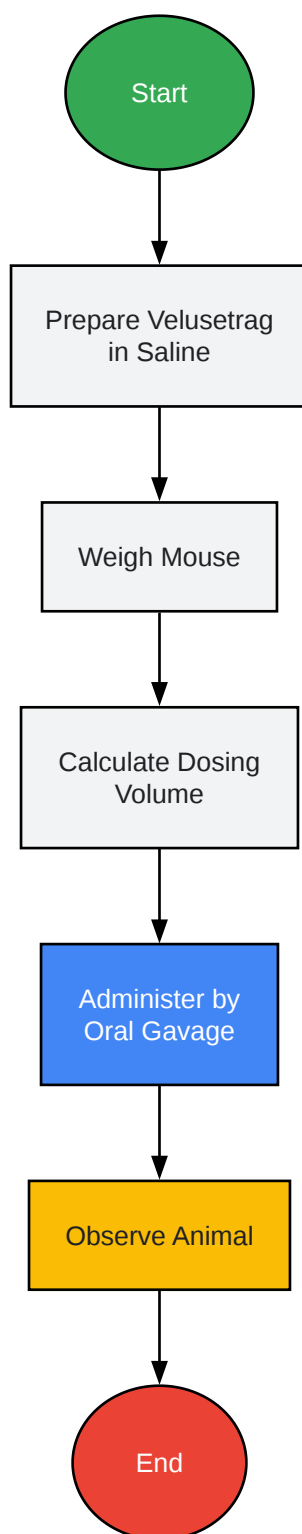 Start
Prepare Velusetrag
in Saline
Weigh Mouse
Calculate Dosing
Volume
Administer by
Oral Gavage
Observe Animal
End